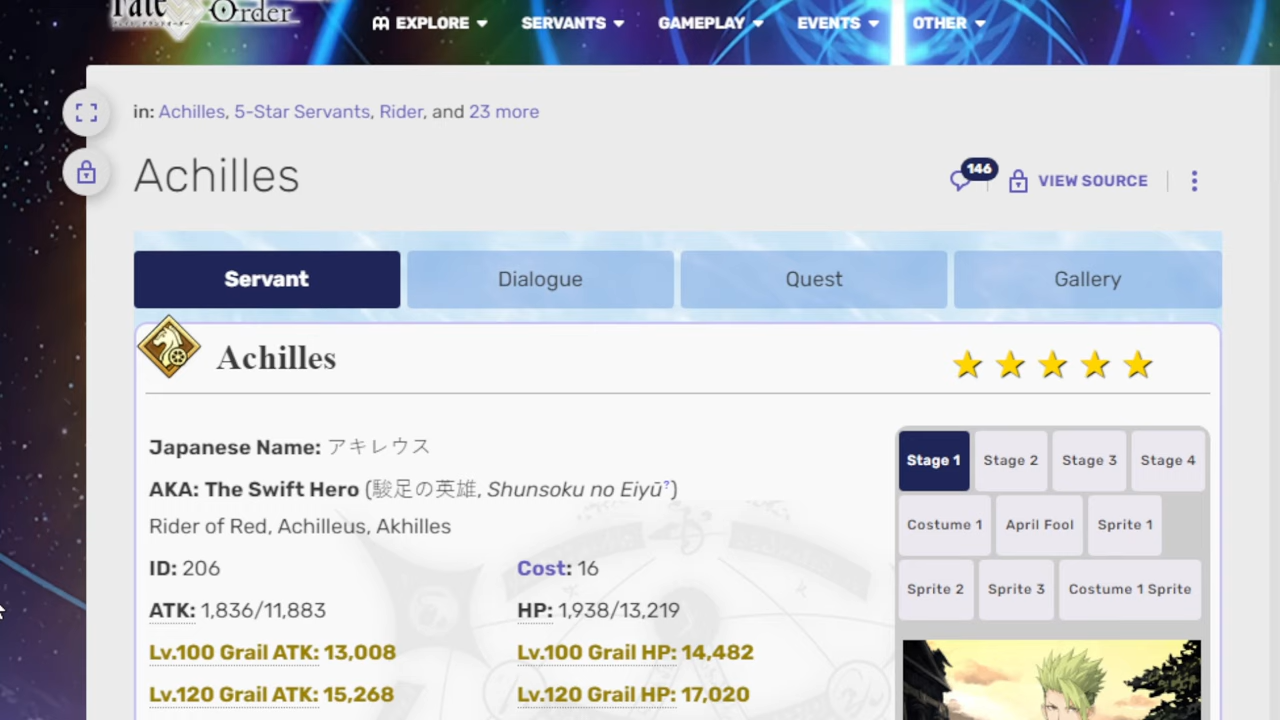 Fate
Order
EXPLORE SERVANTS GAMEPLAY EVENTS OTHER
in: Achilles, 5-Star Servants, Rider, and 23 more
Achilles
146
VIEW SOURCE
Servant Dialogue Quest Gallery
Achilles
Japanese Name: アキレウス
AKA: The Swift Hero (駿足の英雄, Shunsoku no Eiyū?)
Rider of Red, Achilleus, Akhilles
ID: 206 Cost: 16
ATK: 1,836/11,883 HP: 1,938/13,219
Lv.100 Grail ATK: 13,008 Lv.100 Grail HP: 14,482
Lv.120 Grail ATK: 15,268 Lv.120 Grail HP: 17,020
Stage 1 Stage 2 Stage 3 Stage 4
Costume 1 April Fool Sprite 1
Sprite 2 Sprite 3 Costume 1 Sprite